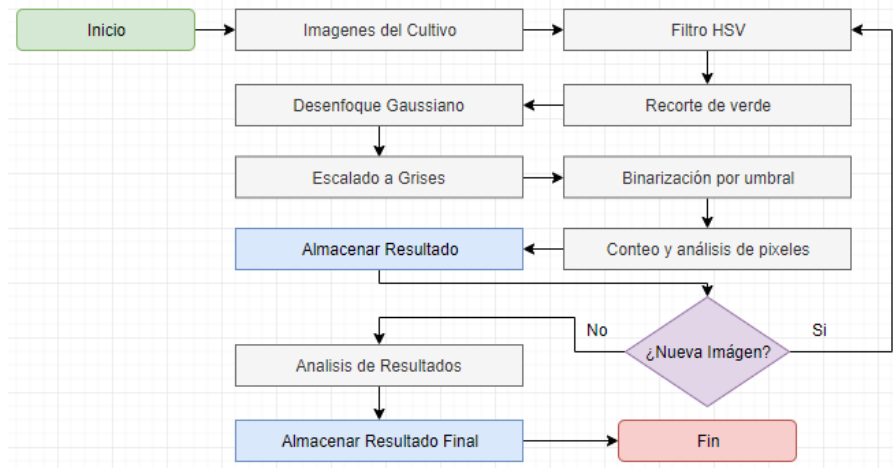 Inicio
Imagenes del Cultivo
Filtro HSV
Recorte de verde
Desenfoque Gaussiano
Escalado a Grises
Binarización por umbral
Conteo y análisis de pixeles
Almacenar Resultado
¿Nueva Imágen?
No
Si
Analisis de Resultados
Almacenar Resultado Final
Fin